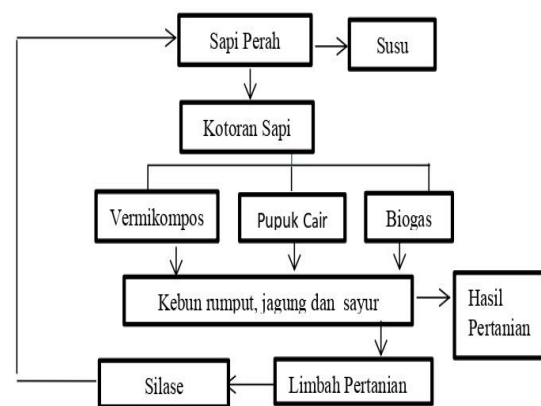 Sapi Perah
Susu
Kotoran Sapi
Vermikompos
Pupuk Cair
Biogas
Kebun rumput, jagung dan sayur
Hasil
Pertanian
Silase
Limbah Pertanian